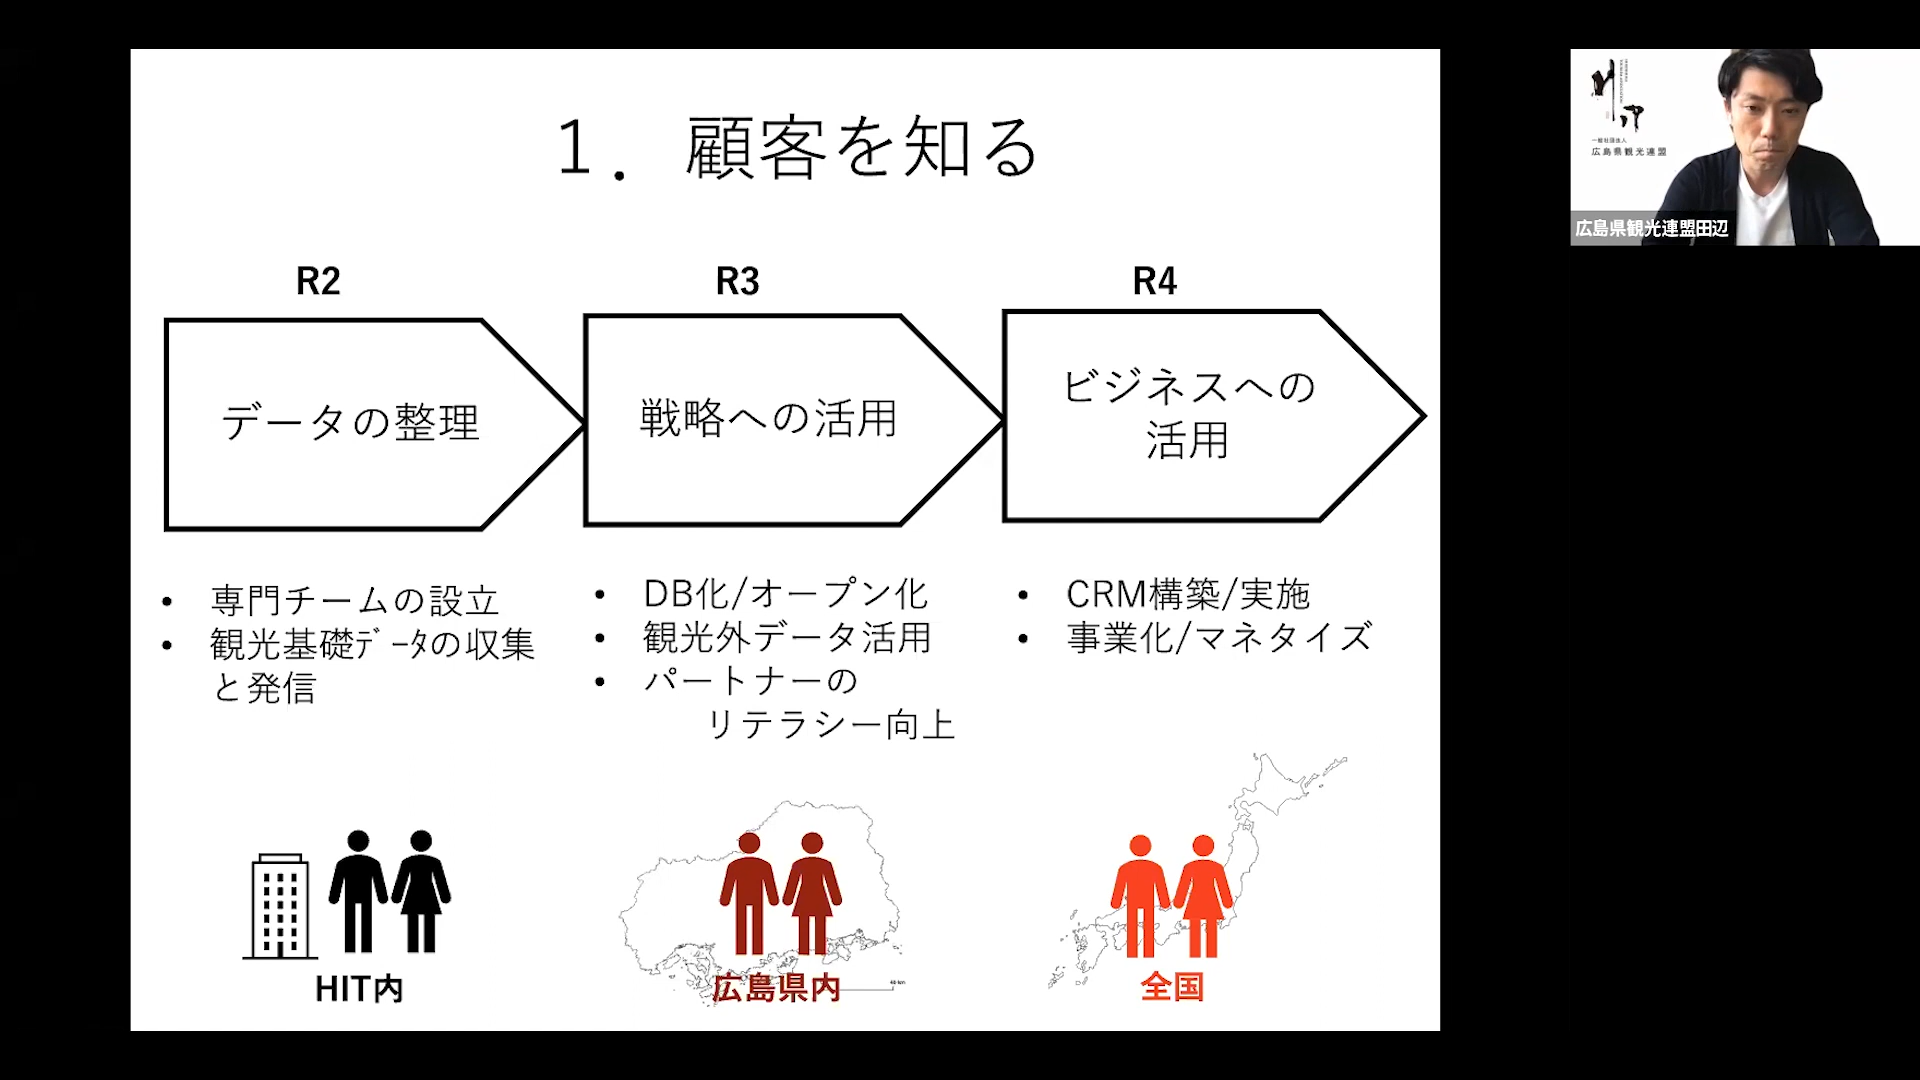 1. 顧客を知る
R2
R3
R4
データの整理
戦略への活用
ビジネスへの
活用
• 専門チームの設立
• 観光基礎ﾃﾞｰﾀの収集
と発信
• DB化/オープン化
• 観光外データ活用
• パートナーの
リテラシー向上
• CRM構築/実施
• 事業化/マネタイズ
HIT内
広島県内
全国
一般社団法人
広島県観光連盟
広島県観光連盟田辺